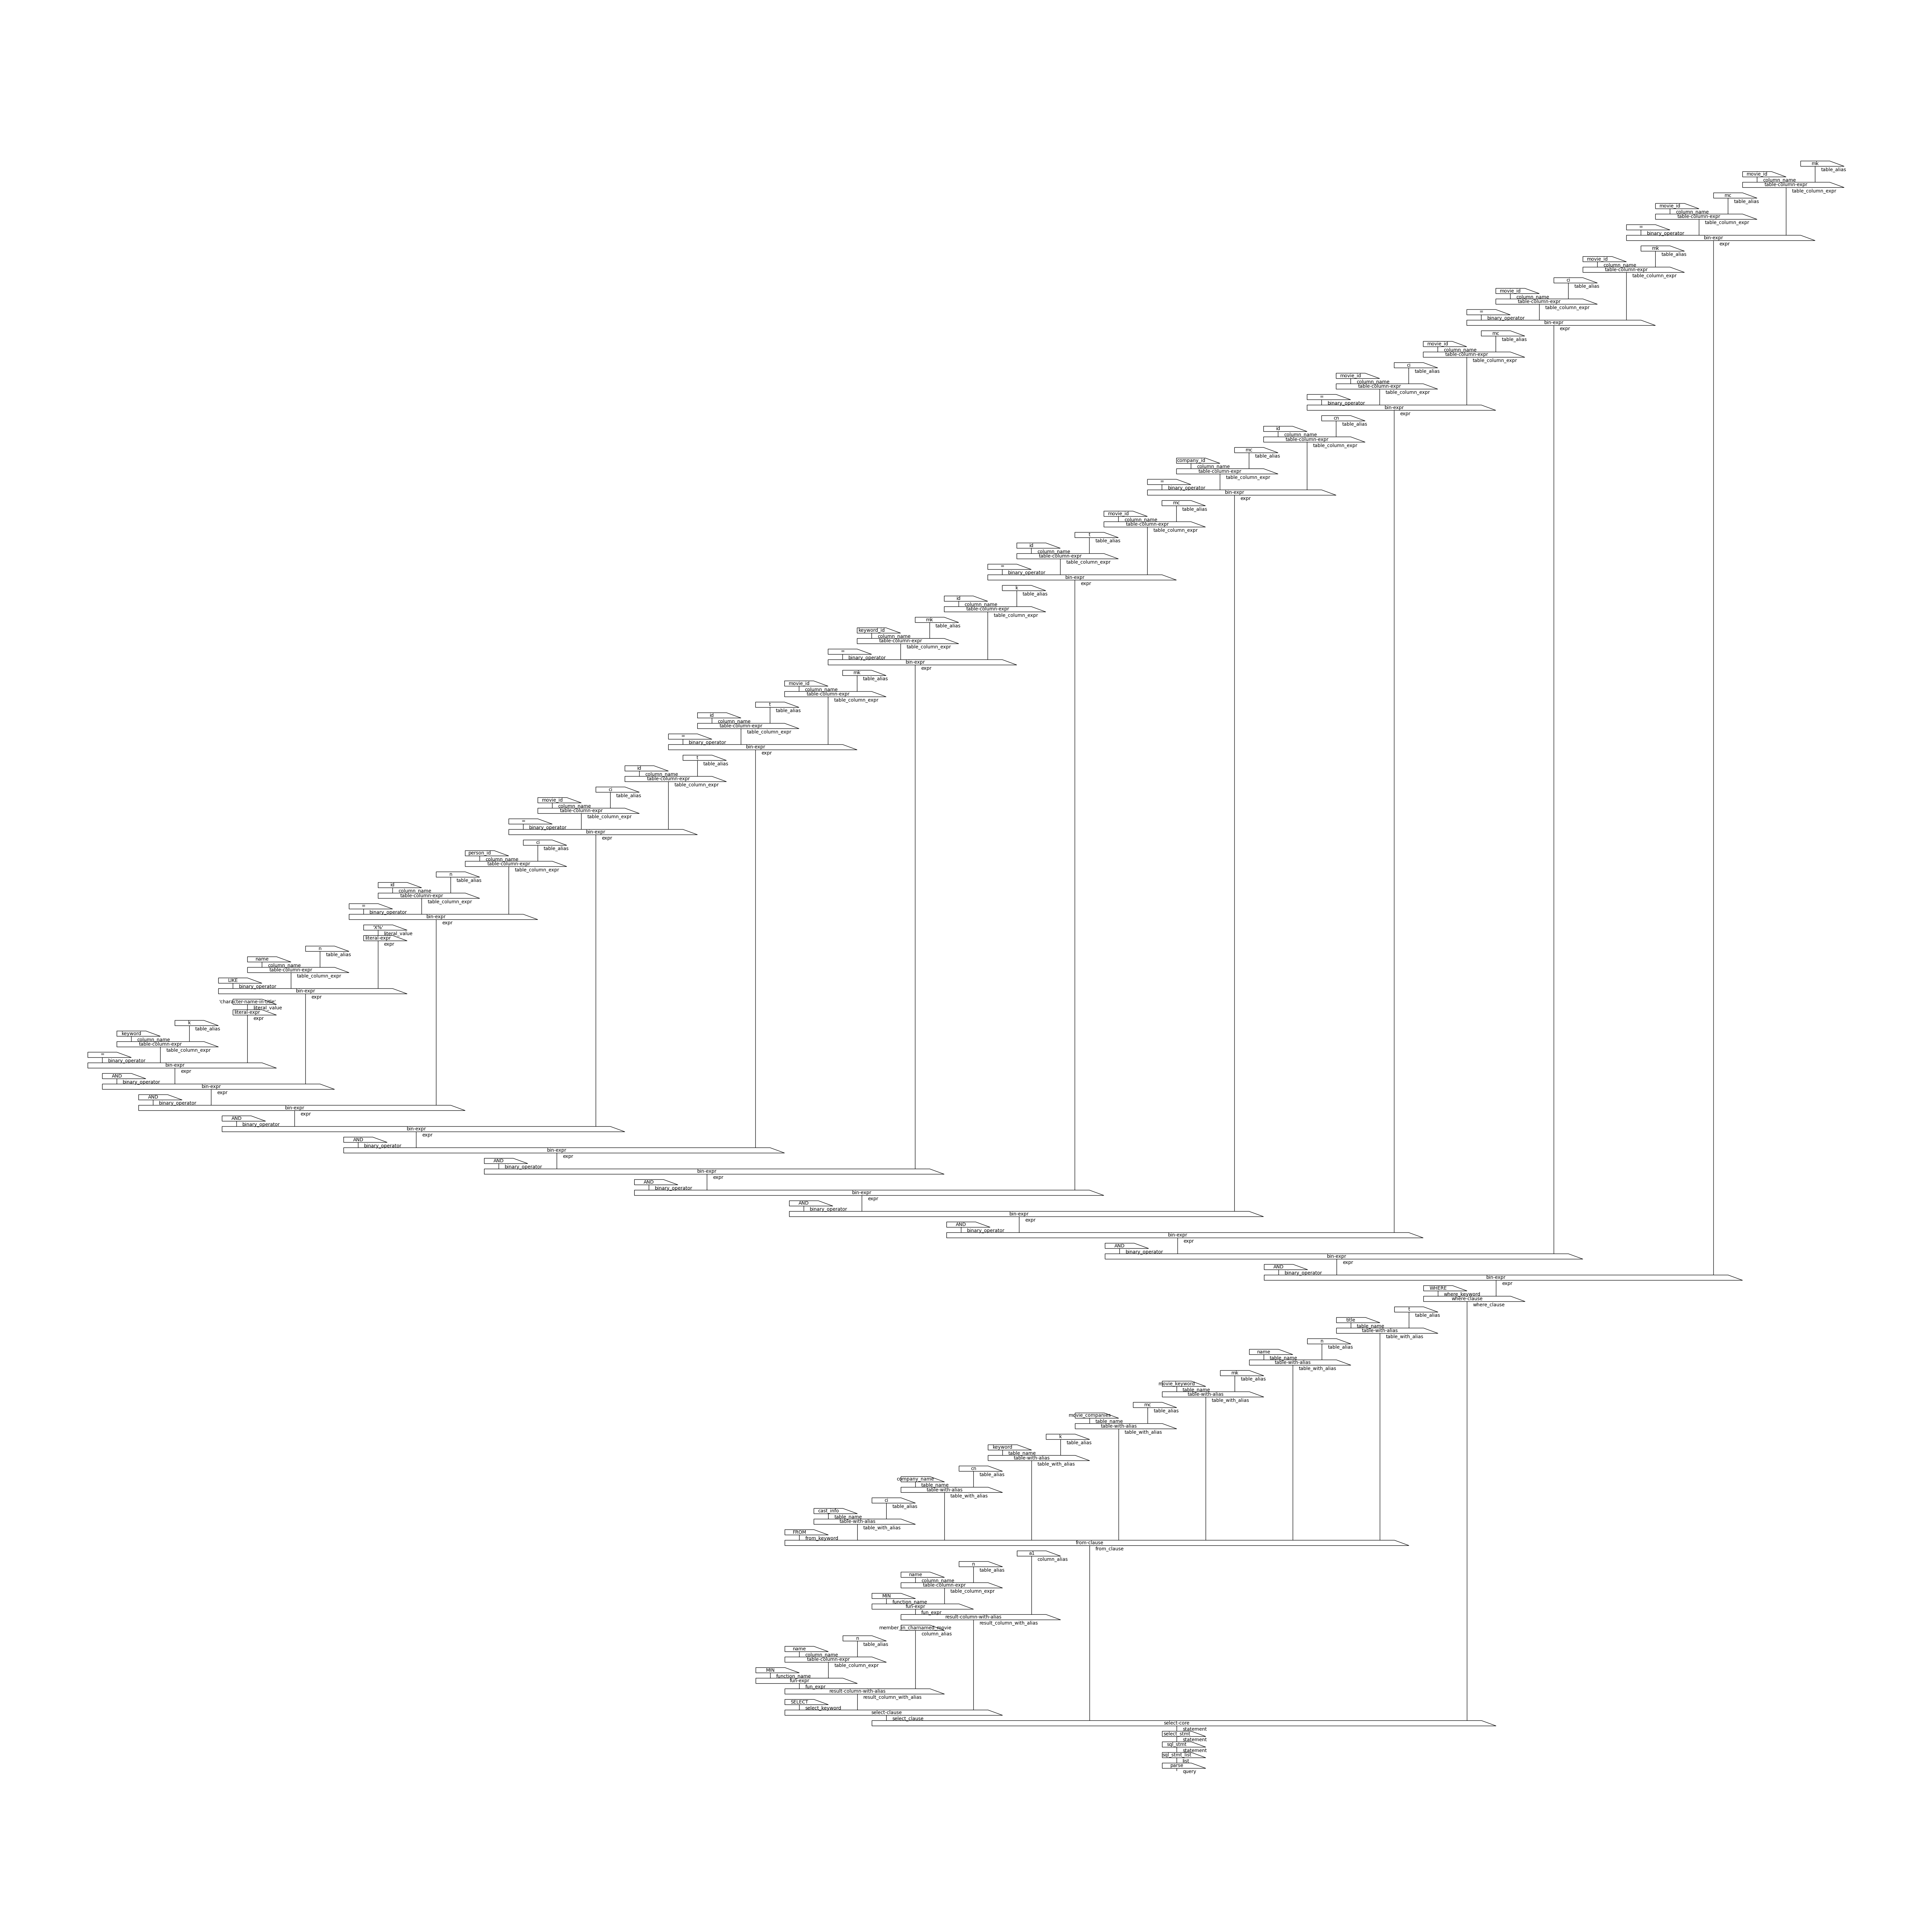 mk
table_alias
movie_id
column_name
table-column-expr
table_column_expr
mc
table_alias
movie_id
column_name
table-column-expr
table_column_expr
=
binary_operator
bin-expr
expr
mk
table_alias
movie_id
column_name
table-column-expr
table_column_expr
ci
table_alias
movie_id
column_name
table-column-expr
table_column_expr
=
binary_operator
bin-expr
expr
mc
table_alias
movie_id
column_name
table-column-expr
table_column_expr
ci
table_alias
movie_id
column_name
table-column-expr
table_column_expr
=
binary_operator
bin-expr
expr
cn
table_alias
id
column_name
table-column-expr
table_column_expr
mc
table_alias
company_id
column_name
table-column-expr
table_column_expr
=
binary_operator
bin-expr
expr
mc
table_alias
movie_id
column_name
table-column-expr
table_column_expr
t
table_alias
id
column_name
table-column-expr
table_column_expr
=
binary_operator
bin-expr
expr
k
table_alias
id
column_name
table-column-expr
table_column_expr
mk
table_alias
keyword_id
column_name
table-column-expr
table_column_expr
=
binary_operator
bin-expr
expr
mk
table_alias
movie_id
column_name
table-column-expr
table_column_expr
t
table_alias
id
column_name
table-column-expr
table_column_expr
=
binary_operator
bin-expr
expr
t
table_alias
id
column_name
table-column-expr
table_column_expr
ci
table_alias
movie_id
column_name
table-column-expr
table_column_expr
=
binary_operator
bin-expr
expr
ci
table_alias
person_id
column_name
table-column-expr
table_column_expr
n
table_alias
id
column_name
table-column-expr
table_column_expr
=
binary_operator
bin-expr
expr
'X%'
literal_value
literal-expr
expr
n
table_alias
name
column_name
table-column-expr
table_column_expr
LIKE
binary_operator
bin-expr
expr
'character-name-in-title'
literal_value
literal-expr
expr
k
table_alias
keyword
column_name
table-column-expr
table_column_expr
=
binary_operator
bin-expr
expr
AND
binary_operator
bin-expr
expr
AND
binary_operator
bin-expr
expr
AND
binary_operator
bin-expr
expr
AND
binary_operator
bin-expr
expr
AND
binary_operator
bin-expr
expr
AND
binary_operator
bin-expr
expr
AND
binary_operator
bin-expr
expr
AND
binary_operator
bin-expr
expr
AND
binary_operator
bin-expr
expr
AND
binary_operator
bin-expr
expr
WHERE
where_keyword
where-clause
where_clause
t
table_alias
title
table_name
table-with-alias
table_with_alias
n
table_alias
name
table_name
table-with-alias
table_with_alias
mk
table_alias
movie_keyword
table_name
table-with-alias
table_with_alias
mc
table_alias
movie_companies
table_name
table-with-alias
table_with_alias
k
table_alias
keyword
table_name
table-with-alias
table_with_alias
cn
table_alias
company_name
table_name
table-with-alias
table_with_alias
ci
table_alias
cast_info
table_name
table-with-alias
table_with_alias
FROM
from_keyword
from-clause
from_clause
a1
column_alias
n
table_alias
name
column_name
table-column-expr
table_column_expr
MIN
function_name
fun-expr
fun_expr
result-column-with-alias
result_column_with_alias
member_in_charnamed_movie
column_alias
n
table_alias
name
column_name
table-column-expr
table_column_expr
MIN
function_name
fun-expr
fun_expr
result-column-with-alias
result_column_with_alias
SELECT
select_keyword
select-clause
select_clause
select-core
statement
select_stmt
statement
sql_stmt
statement
sql_stmt_list
list
parse
query